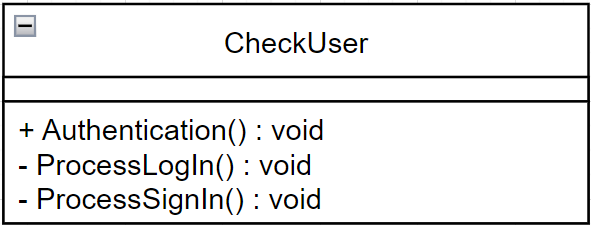 CheckUser
+ Authentication() : void
- ProcessLogIn() : void
- ProcessSignIn() : void